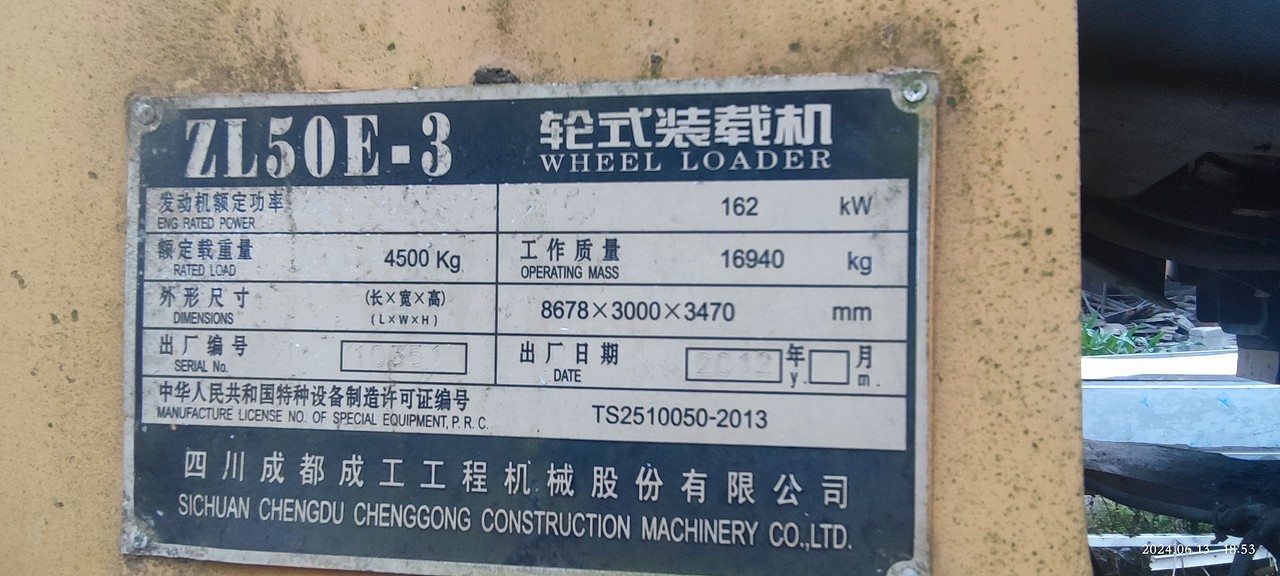 ZL50E-3 轮式装载机
WHEEL LOADER
发动机额定功率 162 kW
ENG RATED POWER
额定载重量 4500 Kg 工作质量 16940 kg
RATED LOAD OPERATING MASS
外形尺寸 (长×宽×高) 8678×3000×3470 mm
DIMENSIONS (L×W×H)
出厂编号 出厂日期 2012 年 月
SERIAL No. DATE y. m.
中华人民共和国特种设备制造许可证编号 TS2510050-2013
MANUFACTURE LICENSE NO. OF SPECIAL EQUIPMENT, P. R. C.
四川成都成工工程机械股份有限公司
SICHUAN CHENGDU CHENGGONG CONSTRUCTION MACHINERY CO.,LTD.
2024.06.13